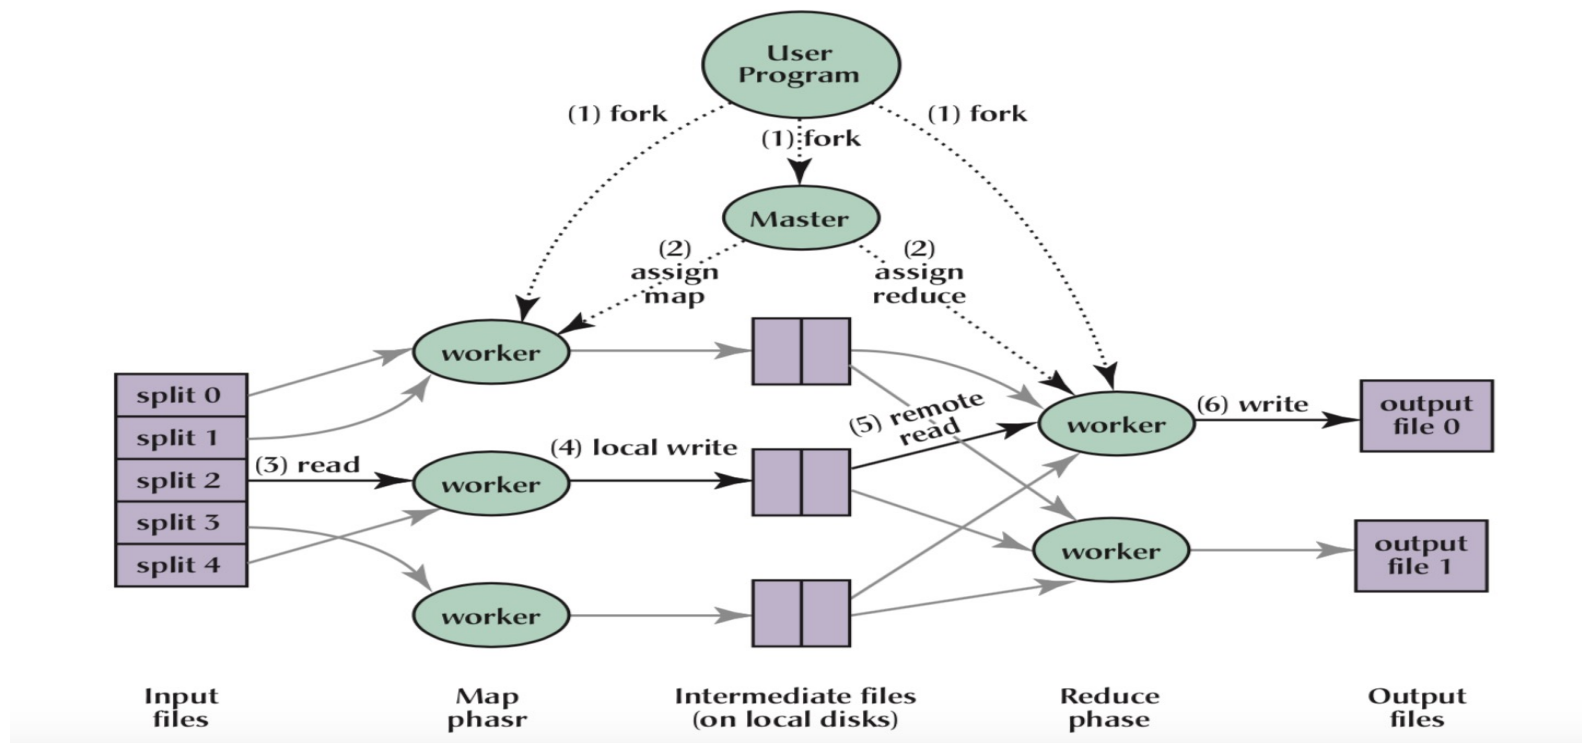 User
Program
(1) fork
(1) fork
(1) fork
Master
(2)
assign
map
(2)
assign
reduce
worker
split 0
split 1
split 2
split 3
split 4
(3) read
worker
(4) local write
worker
(5) remote
read
worker
(6) write
output
file 0
worker
output
file 1
Input
files
Map
phasr
Intermediate files
(on local disks)
Reduce
phase
Output
files